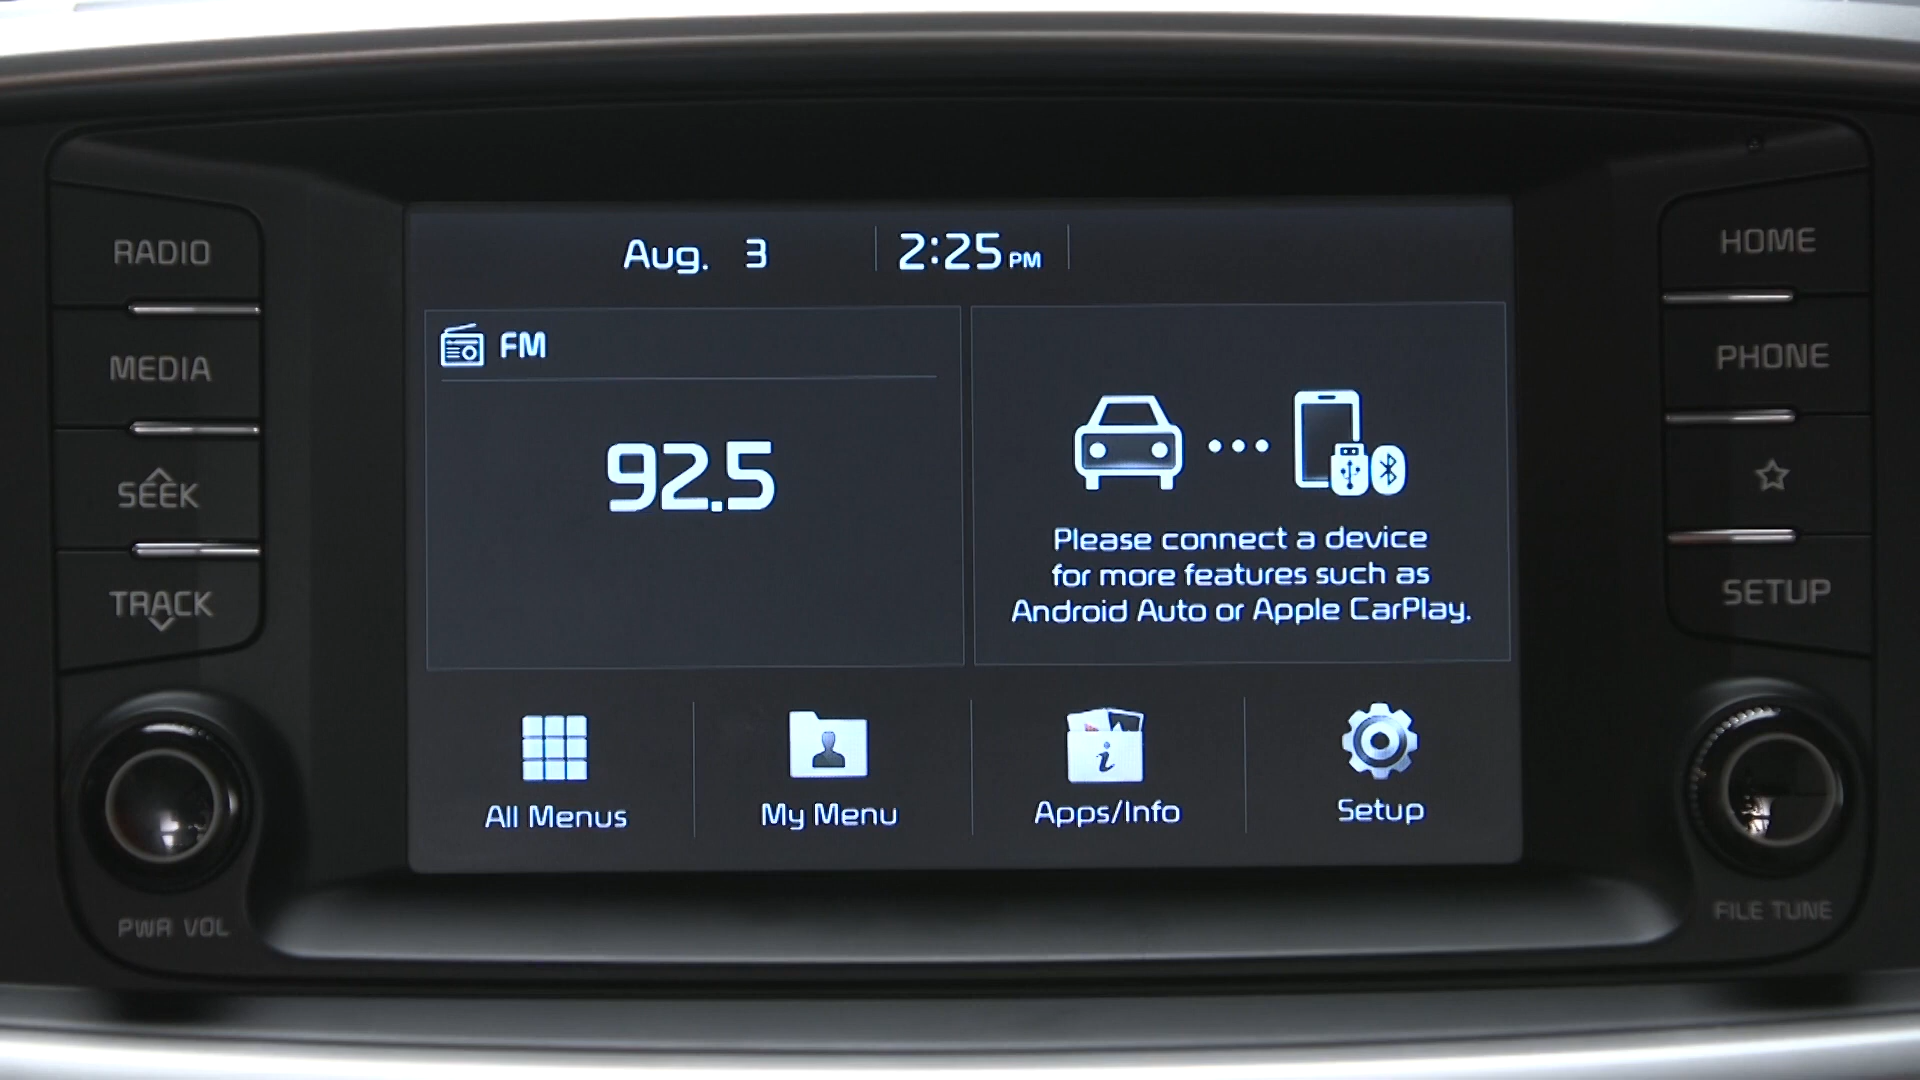 RADIO
MEDIA
SEEK
TRACK
PWR VOL
Aug. 3
2:25 PM
FM
92.5
Please connect a device
for more features such as
Android Auto or Apple CarPlay.
All Menus
My Menu
Apps/Info
Setup
HOME
PHONE
SETUP
FILE TUNE